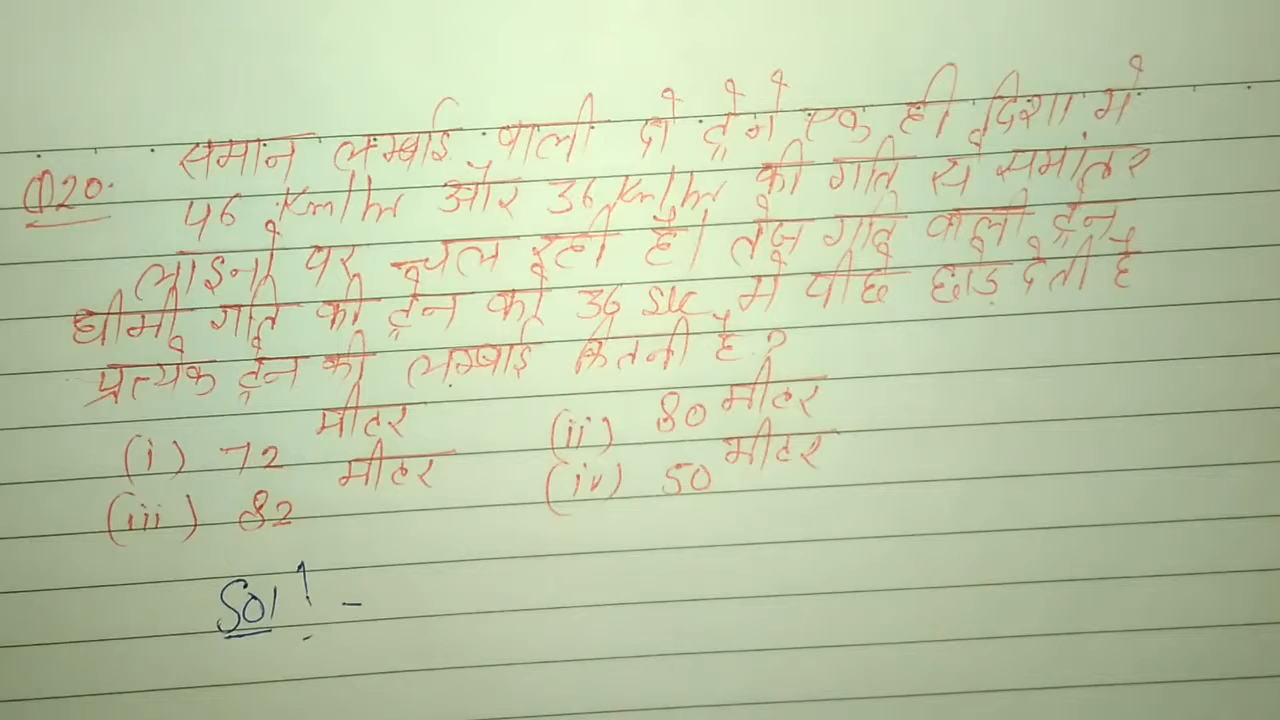 समान लम्बाई वाली दो ट्रेने एक ही दिशा में
Q20. 46 Km/hr और 36 Km/hr की गति से समांतर
लाइनों पर चल रही है। तेज गति वाली ट्रेन
धीमी गति की ट्रेन को 36 sec में पीछे छोड़ देती है
प्रत्येक ट्रेन की लम्बाई कितनी है?
(i) 72 मीटर (ii) 80 मीटर
(iii) 82 मीटर (iv) 50 मीटर
Sol! -